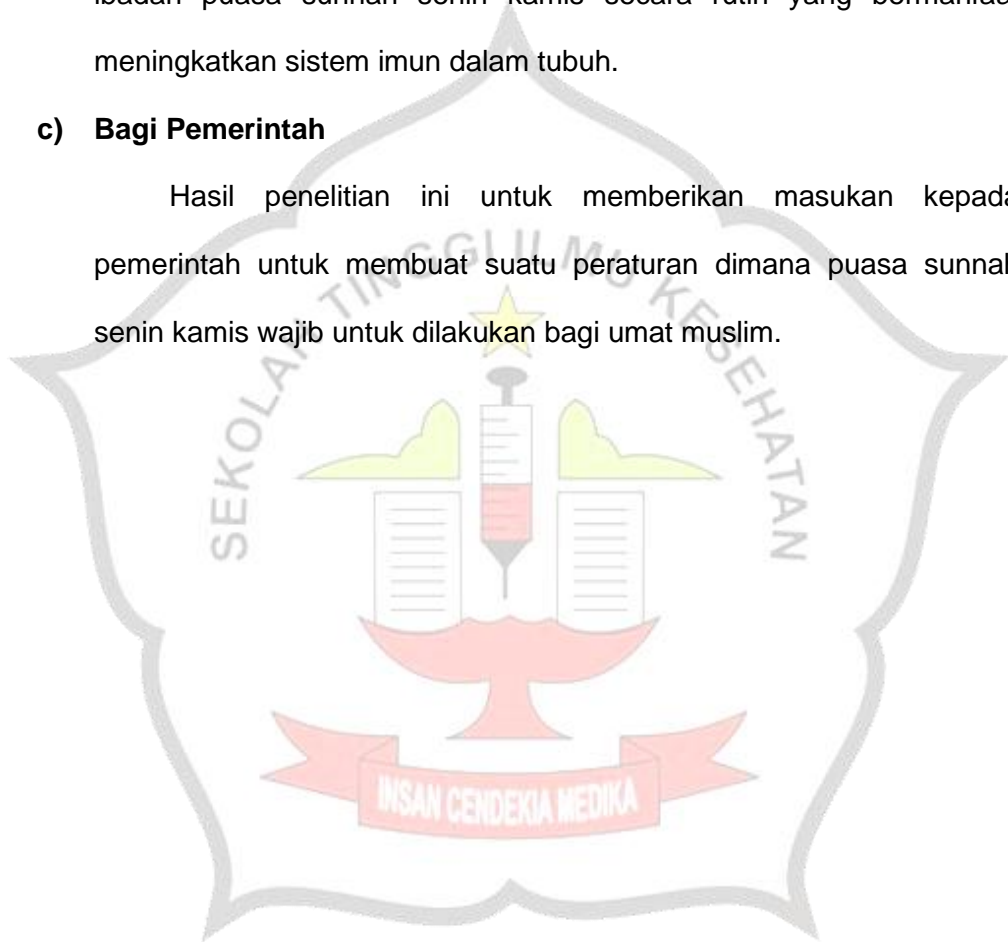 ibadah puasa sunnah senin kamis secara rutin yang
meningkatkan sistem imun dalam tubuh.
c) Bagi Pemerintah
Hasil penelitian ini untuk memberikan masukan kepada
pemerintah untuk membuat suatu peraturan dimana puasa sunnah
senin kamis wajib untuk dilakukan bagi umat muslim.
SEKOLAH TINGGI ILMU KESEHATAN
INSAN CENDEKIA MEDIKA